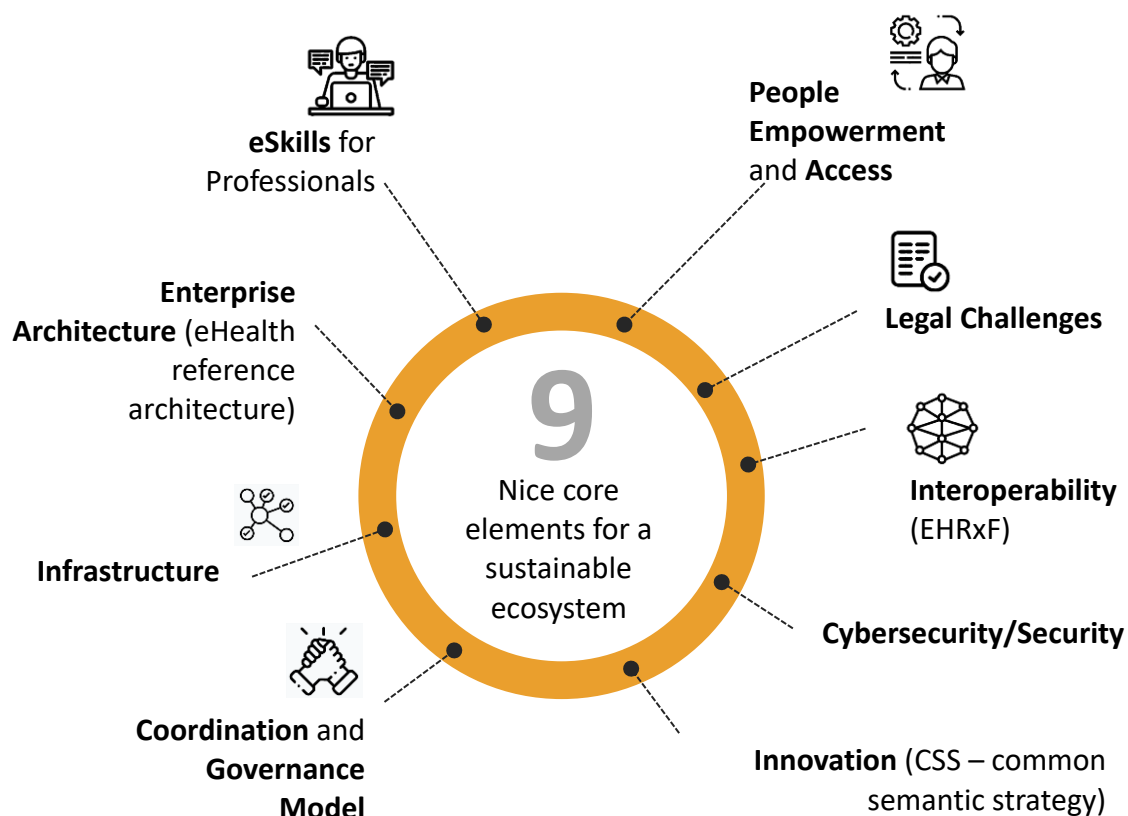 eSkills for
Professionals
People
Empowerment
and Access
Enterprise
Architecture (eHealth
reference
architecture)
Legal Challenges
9
Nice core
elements for a
sustainable
ecosystem
Interoperability
(EHRxF)
Infrastructure
Cybersecurity/Security
Coordination and
Governance
Model
Innovation (CSS – common
semantic strategy)